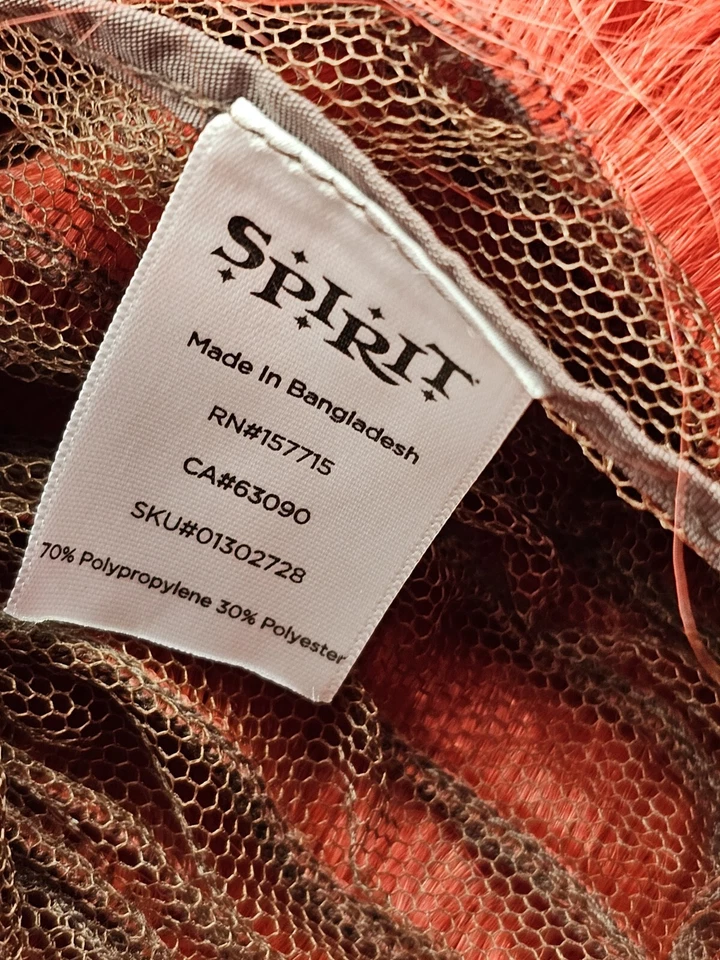 SPIRIT
Made In Bangladesh
RN#157715
CA#63090
SKU#01302728
70% Polypropylene 30% Polyester